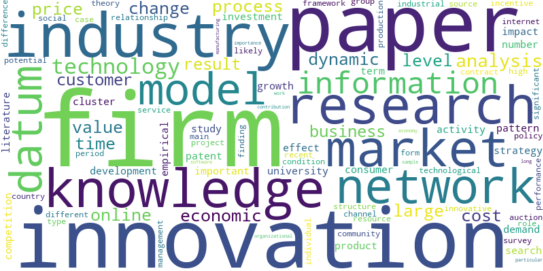 difference
social
price
case
theory
change
relationship
process
investment
potential
industry
manufacturing
importance
likely
paper
framework
group
industrial
source
incentive
production
internet
impact
number
technology
result
dynamic
level
analysis
customer
model
growth
information
term
contract
high
significant
literature
datum
cluster
service
contribution
work
research
value
time
firm
study
main
project
patent
empirical
finding
business
effect
recent
condition
market
activity
pattern
policy
form
strategy
economy
sample
long
performance
period
development
important
university
software
country
knowledge
network
consumer
technological
competition
different
type
online
economic
management
individual
large
innovative
structure
channel
resource
cost
auction
role
demand
survey
community
product
search
innovation
organizational
particular